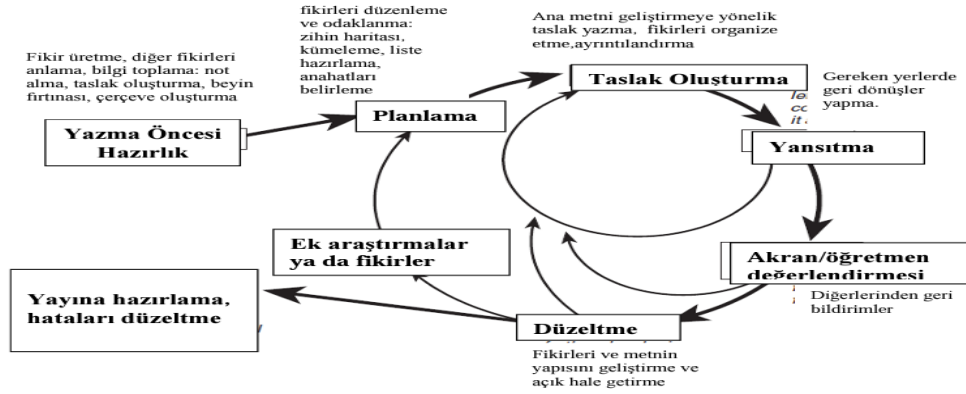 Fikir üretme, diğer fikirleri
anlama, bilgi toplama: not
alma, taslak oluşturma, beyin
fırtınası, çerçeve oluşturma
Yazma Öncesi
Hazırlık
fikirleri düzenleme
ve odaklanma:
zihin haritası,
kümeleme, liste
hazırlama,
anahatları
belirleme
Planlama
Ana metni geliştirmeye yönelik
taslak yazma, fikirleri organize
etme,ayrıntılandırma
Taslak Oluşturma
Gereken yerlerde
geri dönüşler
yapma.
Yansıtma
Akran/öğretmen
değerlendirmesi
Diğerlerinden geri
bildirimler
Düzeltme
Fikirleri ve metnin
yapısını geliştirme ve
açık hale getirme
Ek araştırmalar
ya da fikirler
Yayına hazırlama,
hataları düzeltme